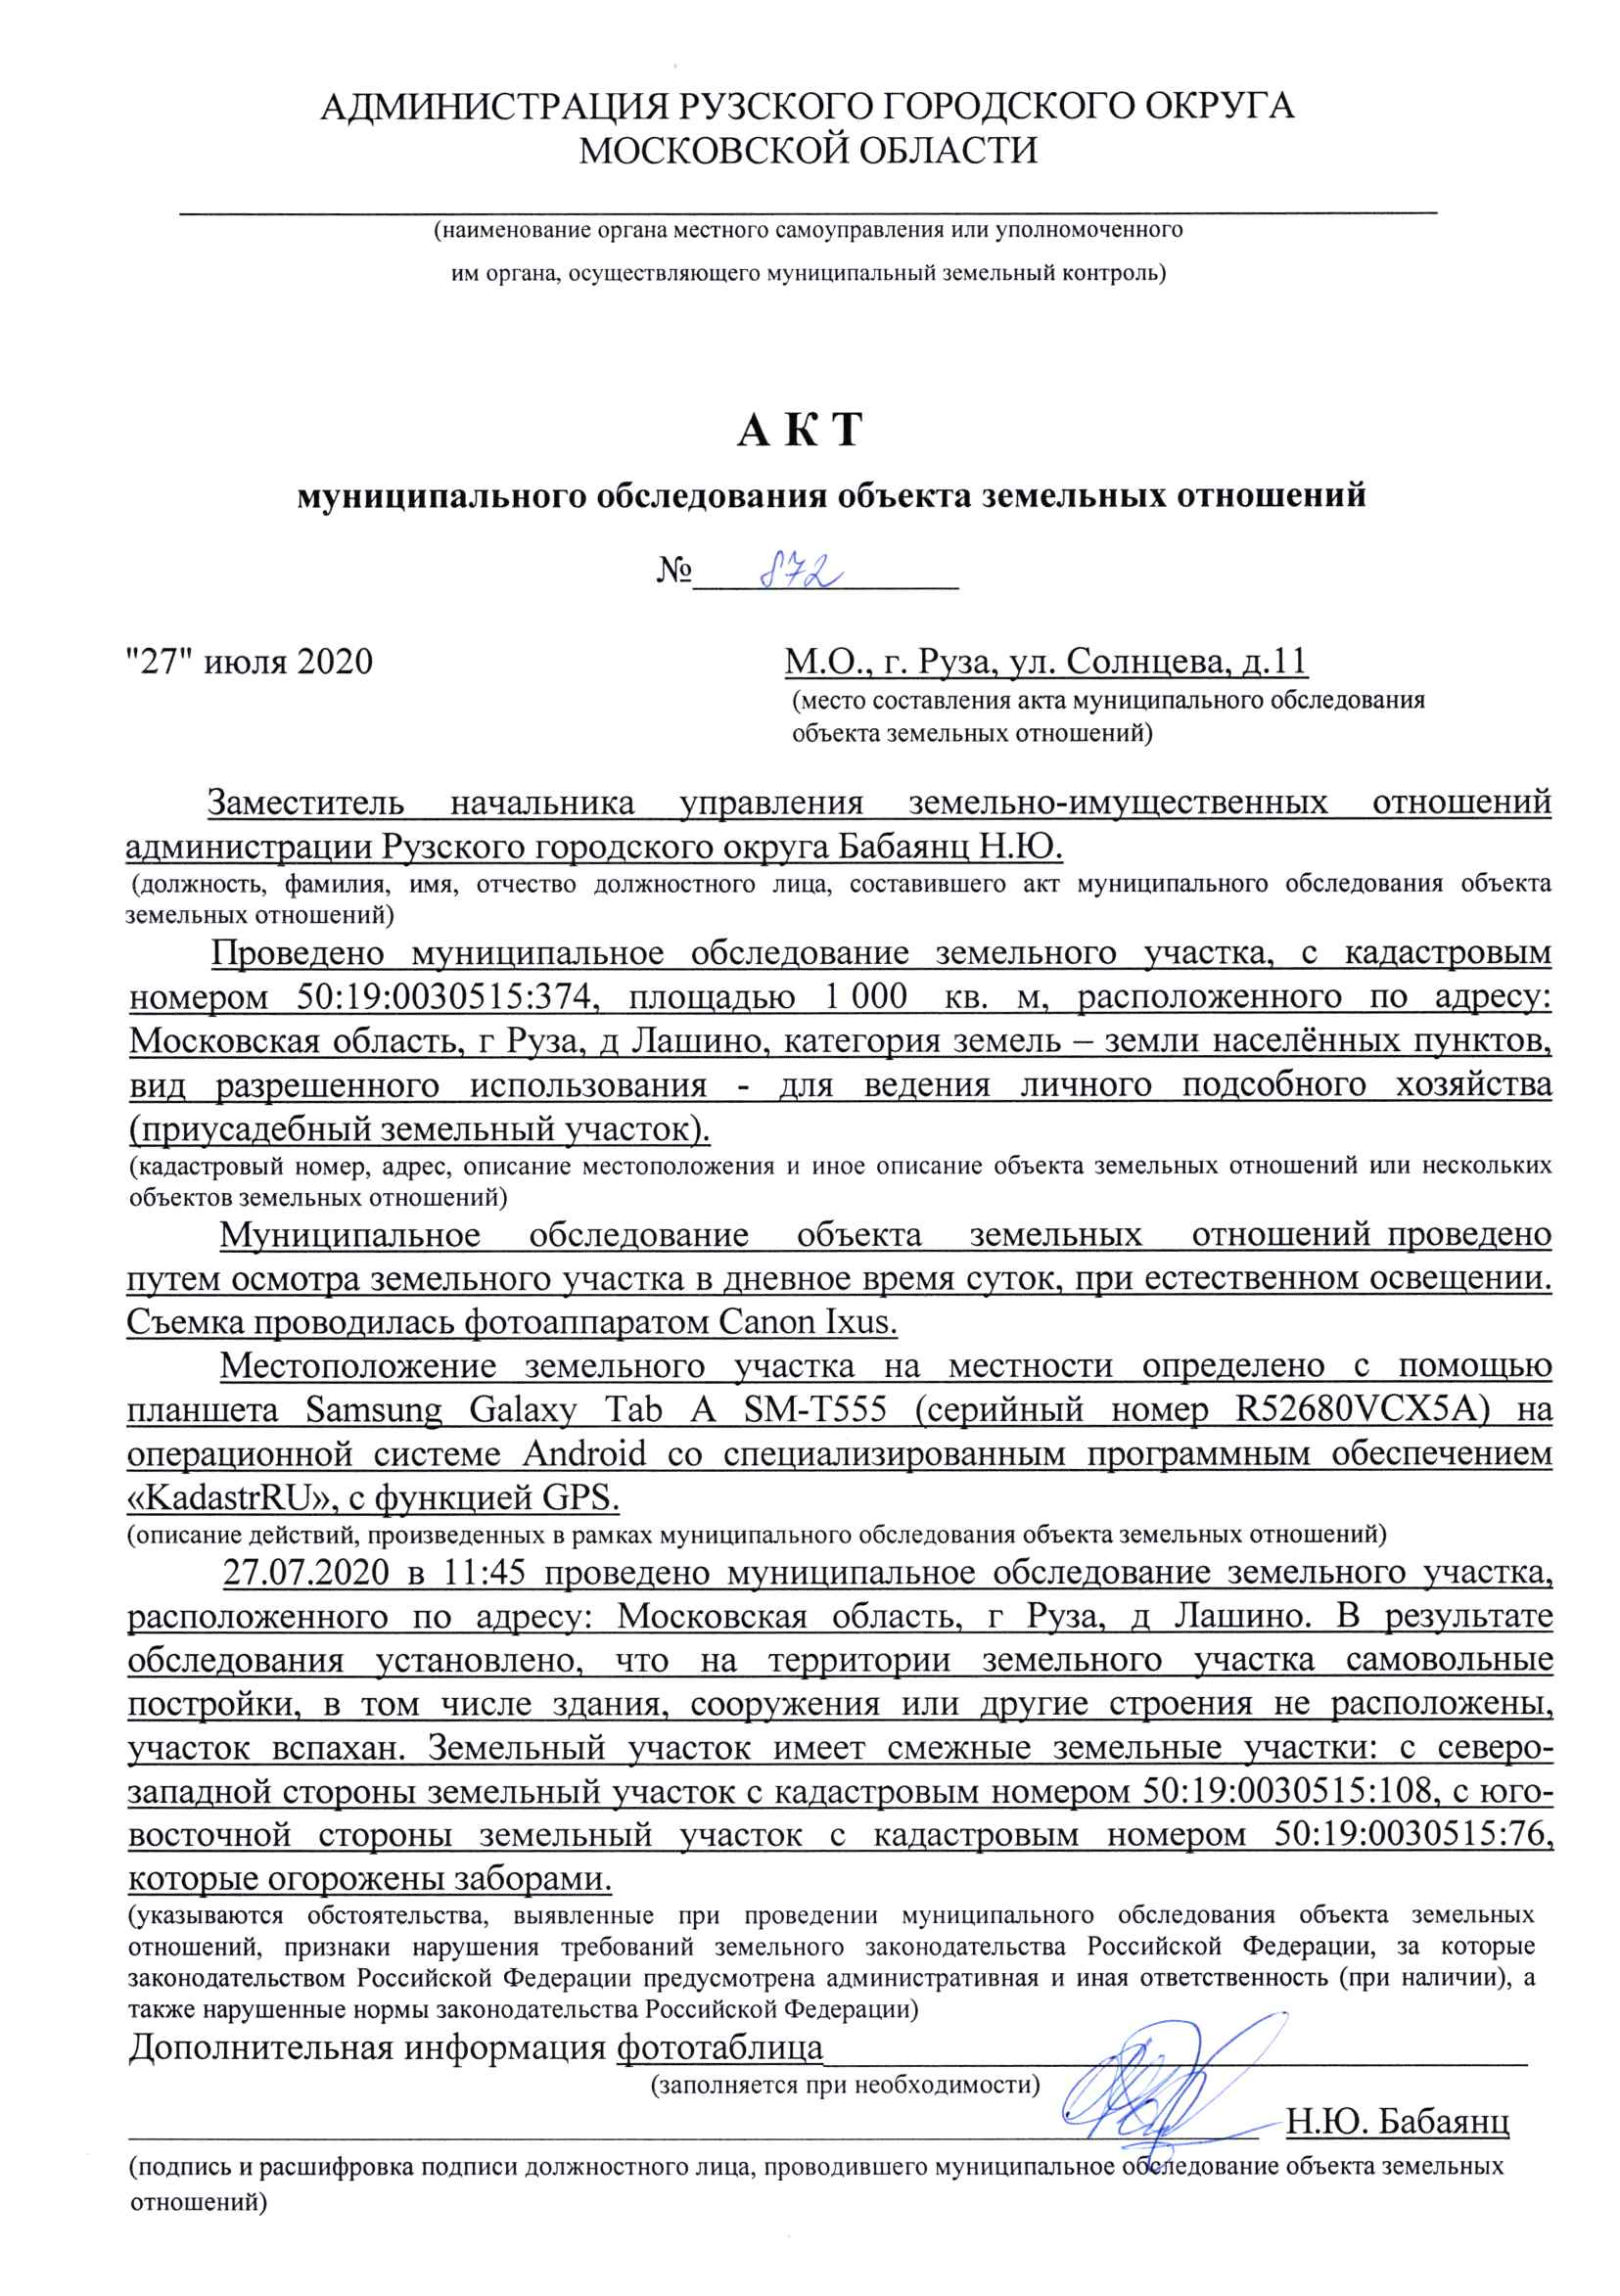 АДМИНИСТРАЦИЯ РУЗСКОГО ГОРОДСКОГО ОКРУГА
МОСКОВСКОЙ ОБЛАСТИ
(наименование органа местного самоуправления или уполномоченного
им органа, осуществляющего муниципальный земельный контроль)
А К Т
муниципального обследования объекта земельных отношений
№ 872
"27" июля 2020 М.О., г. Руза, ул. Солнцева, д.11
(место составления акта муниципального обследования
объекта земельных отношений)
Заместитель начальника управления земельно-имущественных отношений
администрации Рузского городского округа Бабаянц Н.Ю.
(должность, фамилия, имя, отчество должностного лица, составившего акт муниципального обследования объекта
земельных отношений)
Проведено муниципальное обследование земельного участка, с кадастровым
номером 50:19:0030515:374, площадью 1 000 кв. м, расположенного по адресу:
Московская область, г Руза, д Лашино, категория земель – земли населённых пунктов,
вид разрешенного использования - для ведения личного подсобного хозяйства
(приусадебный земельный участок).
(кадастровый номер, адрес, описание местоположения и иное описание объекта земельных отношений или нескольких
объектов земельных отношений)
Муниципальное обследование объекта земельных отношений проведено
путем осмотра земельного участка в дневное время суток, при естественном освещении.
Съемка проводилась фотоаппаратом Canon Ixus.
Местоположение земельного участка на местности определено с помощью
планшета Samsung Galaxy Tab A SM-T555 (серийный номер R52680VCX5A) на
операционной системе Android со специализированным программным обеспечением
«KadastrRU», с функцией GPS.
(описание действий, произведенных в рамках муниципального обследования объекта земельных отношений)
27.07.2020 в 11:45 проведено муниципальное обследование земельного участка,
расположенного по адресу: Московская область, г Руза, д Лашино. В результате
обследования установлено, что на территории земельного участка самовольные
постройки, в том числе здания, сооружения или другие строения не расположены,
участок вспахан. Земельный участок имеет смежные земельные участки: с северо-
западной стороны земельный участок с кадастровым номером 50:19:0030515:108, с юго-
восточной стороны земельный участок с кадастровым номером 50:19:0030515:76,
которые огорожены заборами.
(указываются обстоятельства, выявленные при проведении муниципального обследования объекта земельных
отношений, признаки нарушения требований земельного законодательства Российской Федерации, за которые
законодательством Российской Федерации предусмотрена административная и иная ответственность (при наличии), а
также нарушенные нормы законодательства Российской Федерации)
Дополнительная информация фототаблица
(заполняется при необходимости)
Н.Ю. Бабаянц
(подпись и расшифровка подписи должностного лица, проводившего муниципальное обследование объекта земельных
отношений)